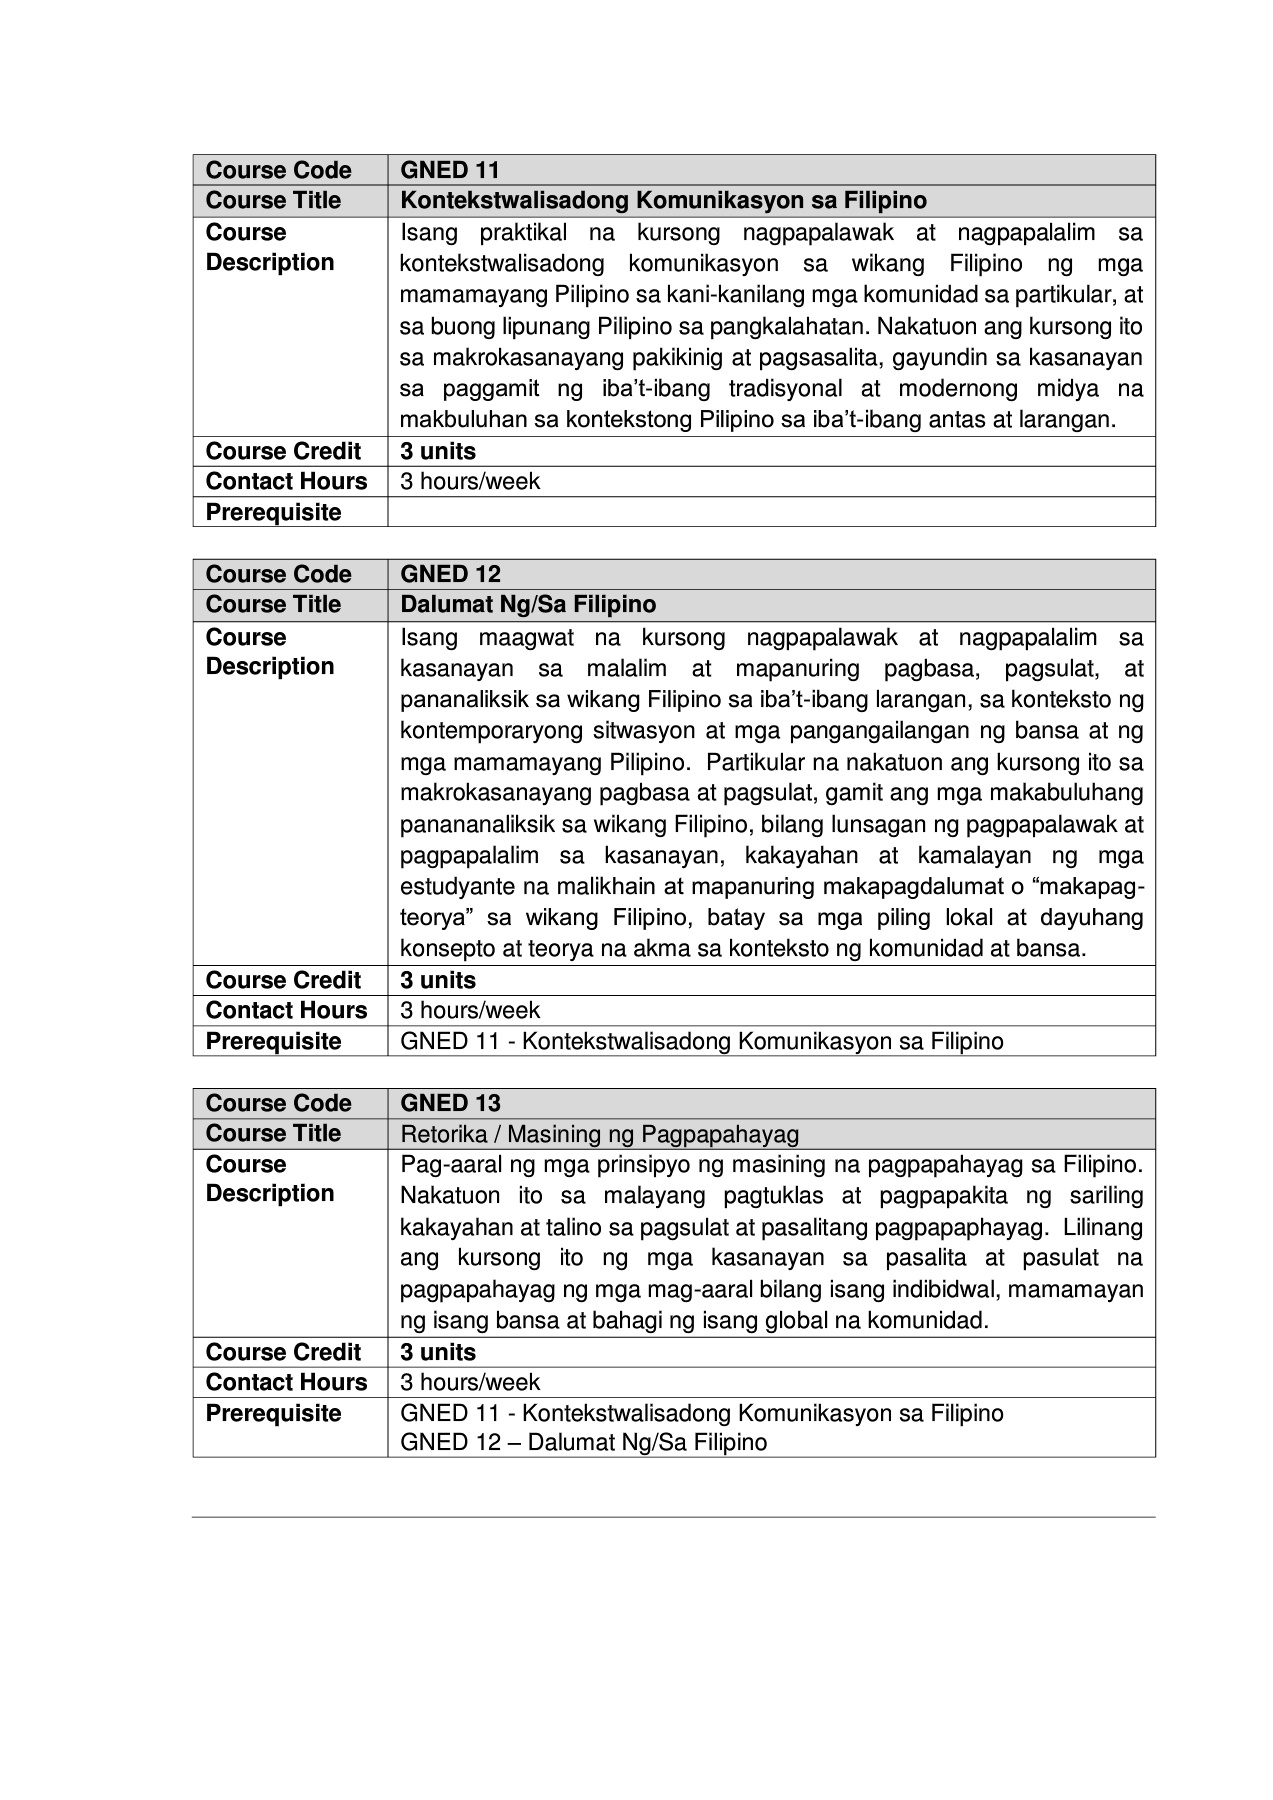 Course Code GNED 11
Course Title Kontekstwalisadong Komunikasyon sa Filipino
Course Description
Isang praktikal na kursong nagpapalawak at nagpapalalim sa
kontekstwalisadong komunikasyon sa wikang Filipino ng mga
mamamayang Pilipino sa kani-kanilang mga komunidad sa partikular, at
sa buong lipunang Pilipino sa pangkalahatan. Nakatuon ang kursong ito
sa makrokasanayang pakikinig at pagsasalita, gayundin sa kasanayan
sa paggamit ng iba’t-ibang tradisyonal at modernong midya na
makbuluhan sa kontekstong Pilipino sa iba’t-ibang antas at larangan.
Course Credit 3 units
Contact Hours 3 hours/week
Prerequisite
Course Code GNED 12
Course Title Dalumat Ng/Sa Filipino
Course Description
Isang maagwat na kursong nagpapalawak at nagpapalalim sa
kasanayan sa malalim at mapanuring pagbasa, pagsulat, at
pananaliksik sa wikang Filipino sa iba’t-ibang larangan, sa konteksto ng
kontemporaryong sitwasyon at mga pangangailangan ng bansa at ng
mga mamamayang Pilipino.  Partikular na nakatuon ang kursong ito sa
makrokasanayang pagbasa at pagsulat, gamit ang mga makabuluhang
panananaliksik sa wikang Filipino, bilang lunsagan ng pagpapalawak at
pagpapalalim sa kasanayan, kakayahan at kamalayan ng mga
estudyante na malikhain at mapanuring makapagdalumat o “makapag-
teorya” sa wikang Filipino, batay sa mga piling lokal at dayuhang
konsepto at teorya na akma sa konteksto ng komunidad at bansa.
Course Credit 3 units
Contact Hours 3 hours/week
Prerequisite GNED 11 - Kontekstwalisadong Komunikasyon sa Filipino
Course Code GNED 13
Course Title Retorika / Masining ng Pagpapahayag
Course Description
Pag-aaral ng mga prinsipyo ng masining na pagpapahayag sa Filipino.
Nakatuon ito sa malayang pagtuklas at pagpapakita ng sariling
kakayahan at talino sa pagsulat at pasalitang pagpapaphayag.  Lilinang
ang kursong ito ng mga kasanayan sa pasalita at pasulat na
pagpapahayag ng mga mag-aaral bilang isang indibidwal, mamamayan
ng isang bansa at bahagi ng isang global na komunidad.
Course Credit 3 units
Contact Hours 3 hours/week
Prerequisite GNED 11 - Kontekstwalisadong Komunikasyon sa Filipino
GNED 12 – Dalumat Ng/Sa Filipino